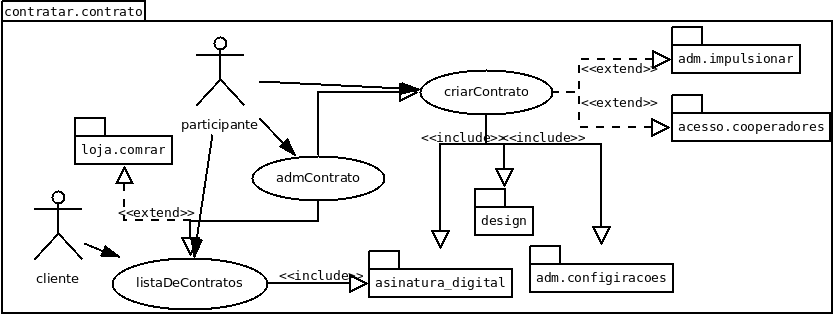 contratar.contrato
adm.impulsionar
<<extend>>
criarContrato
<<extend>>
participante
acesso.cooperadores
<<include>>
<<include>>
loja.comrar
admContrato
<<extend>>
design
cliente
listaDeContratos
<<include>>
asinatura_digital
adm.configiracoes